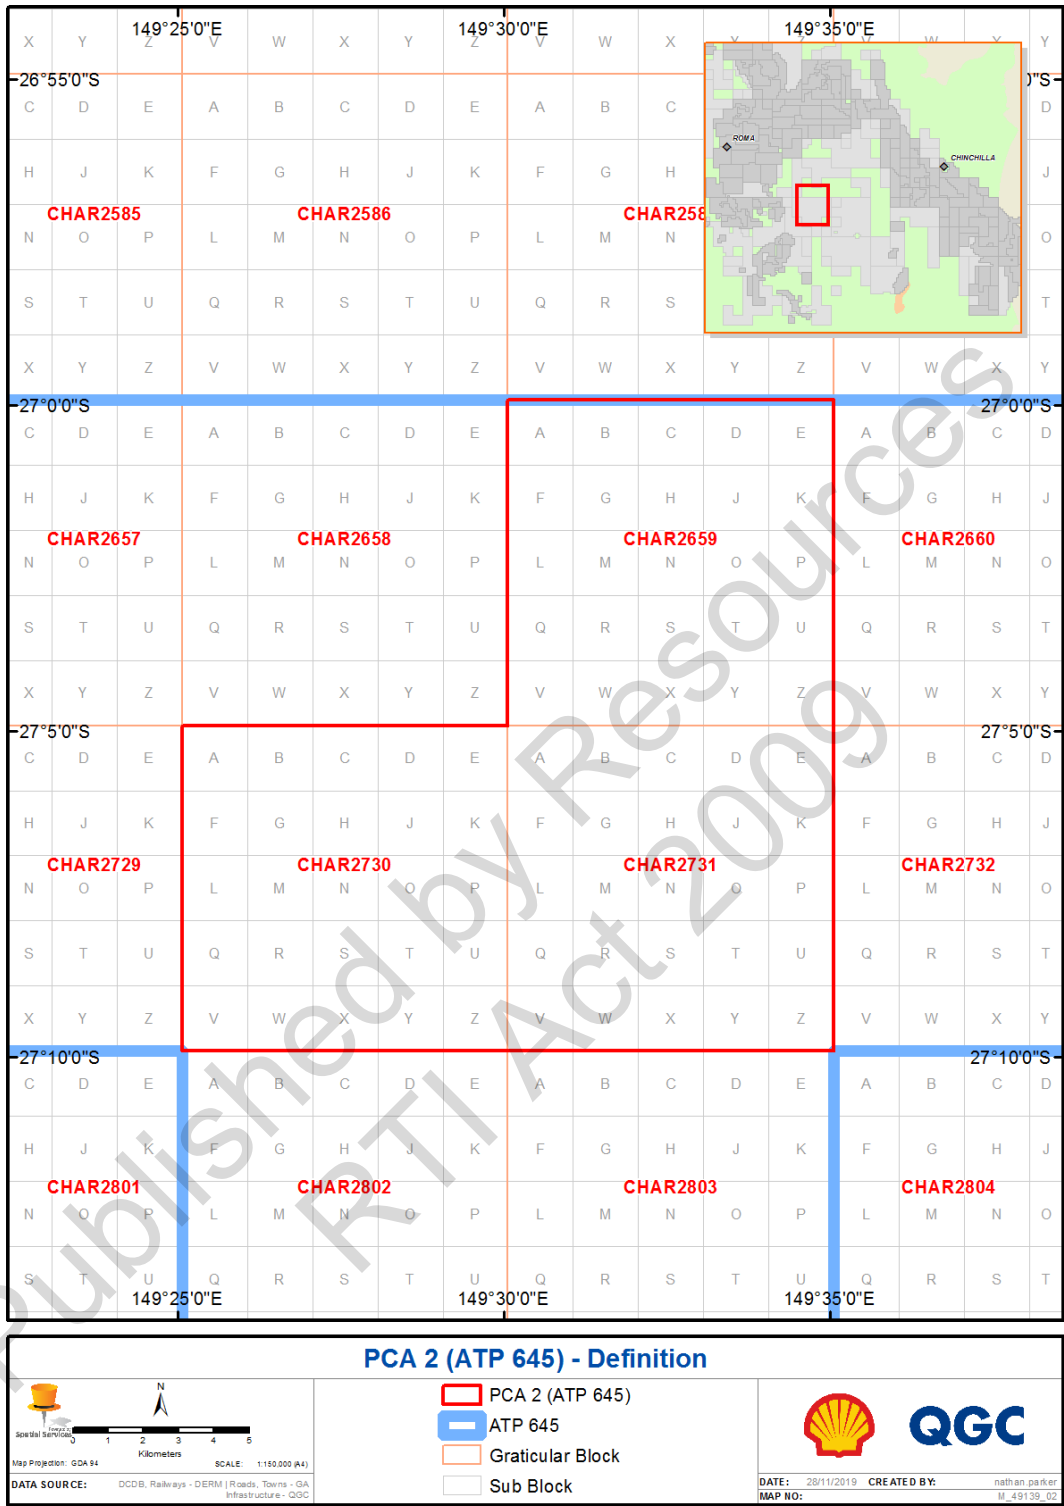 149°25'0"E 149°30'0"E 149°35'0"E
X Y Z V W X Y Z V W X Y Z V W X Y
26°55'0"S 0"S
C D E A B C D E A B C D
ROMA
CHINCHILLA
H J K F G H J K F G H J
CHAR2585 CHAR2586 CHAR258
N O P L M N O P L M N O
S T U Q R S T U Q R S T
X Y Z V W X Y Z V W X Y Z V W X Y
27°0'0"S 27°0'0"S
C D E A B C D E A B C D E A B C D
H J K F G H J K F G H J K F G H J
CHAR2657 CHAR2658 CHAR2659 CHAR2660
N O P L M N O P L M N O P L M N O
S T U Q R S T U Q R S T U Q R S T
X Y Z V W X Y Z V W X Y Z V W X Y
27°5'0"S 27°5'0"S
C D E A B C D E A B C D E A B C D
H J K F G H J K F G H J K F G H J
CHAR2729 CHAR2730 CHAR2731 CHAR2732
N O P L M N O P L M N O P L M N O
S T U Q R S T U Q R S T U Q R S T
X Y Z V W X Y Z V W X Y Z V W X Y
27°10'0"S 27°10'0"S
C D E A B C D E A B C D E A B C D
H J K F G H J K F G H J K F G H J
CHAR2801 CHAR2802 CHAR2803 CHAR2804
N O P L M N O P L M N O P L M N O
S T U Q R S T U Q R S T U Q R S T
149°25'0"E 149°30'0"E 149°35'0"E
Published by Resources
RTI Act 2009
PCA 2 (ATP 645) - Definition
Spatial Services
N
0 1 2 3 4 5
Kilometers
Map Projection: GDA 94 SCALE: 1:150,000 (A4)
DATA SOURCE: DCDB, Railways - DERM | Roads, Towns - GA
Infrastructure - QGC
PCA 2 (ATP 645)
ATP 645
Graticular Block
Sub Block
QGC
DATE: 28/11/2019 CREATED BY: nathan.parker
MAP NO: M_49139_02